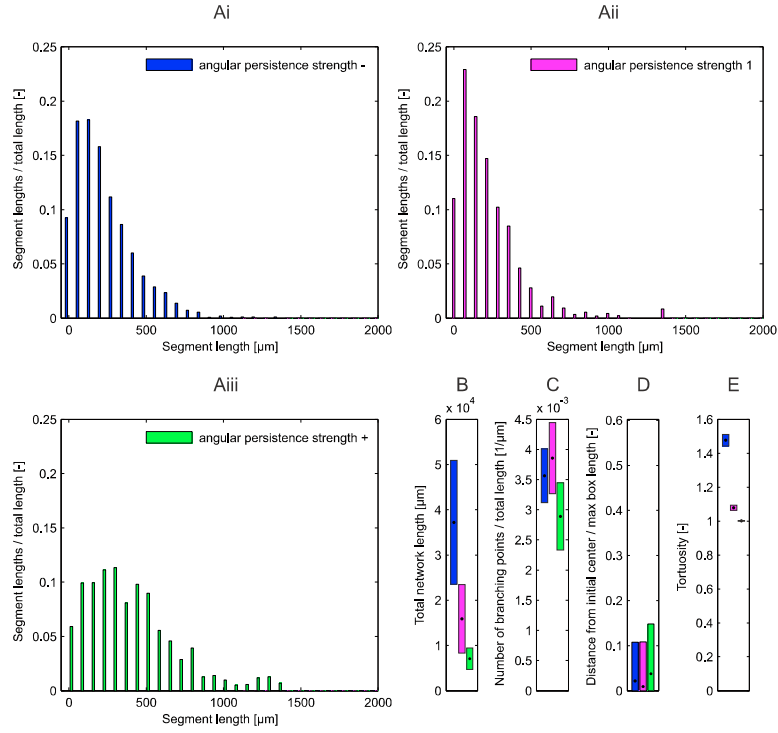 Ai
Aii
0.25
0.2
0.15
0.1
0.05
0
angular persistence strength -
Segment lengths / total length [-]
0 500 1000 1500 2000
Segment length [µm]
0.25
0.2
0.15
0.1
0.05
0
angular persistence strength 1
Segment lengths / total length [-]
0 500 1000 1500 2000
Segment length [µm]
Aiii
0.25
0.2
0.15
0.1
0.05
0
angular persistence strength +
Segment lengths / total length [-]
0 500 1000 1500 2000
Segment length [µm]
B
x 10⁴
6
5
4
3
2
1
0
Total network length [µm]
C
x 10⁻³
4.5
4
3.5
3
2.5
2
1.5
1
0.5
0
Number of branching points / total length [1/µm]
D
0.6
0.5
0.4
0.3
0.2
0.1
0
Distance from initial center / max box length [-]
E
1.6
1.4
1.2
1
0.8
0.6
0.4
0.2
0
Tortuosity [-]